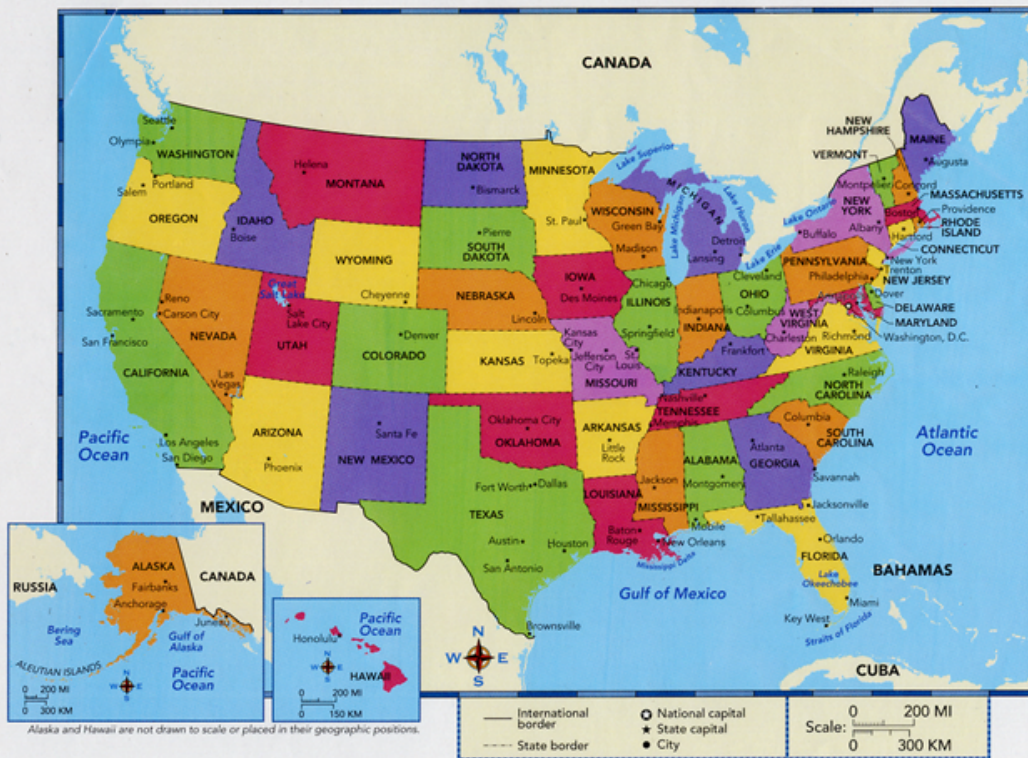 CANADA
Seattle
Olympia
WASHINGTON
Portland
Salem
OREGON
IDAHO
Boise
Helena
MONTANA
NORTH
DAKOTA
Bismarck
MINNESOTA
St. Paul
Lake Superior
MICHIGAN
Lake Michigan
Lake Huron
Detroit
Lansing
WISCONSIN
Green Bay
Madison
NEW
HAMPSHIRE
VERMONT
MAINE
Augusta
Montpelier
Concord
MASSACHUSETTS
Boston
Providence
RHODE
ISLAND
Hartford
CONNECTICUT
Lake Ontario
NEW
YORK
Albany
Buffalo
Lake Erie
New York
Trenton
NEW JERSEY
PENNSYLVANIA
Philadelphia
Dover
DELAWARE
MARYLAND
Washington, D.C.
WYOMING
Cheyenne
Pierre
SOUTH
DAKOTA
IOWA
Des Moines
Chicago
ILLINOIS
Springfield
Indianapolis
INDIANA
Cleveland
OHIO
Columbus
WEST
VIRGINIA
Charleston
Richmond
VIRGINIA
Reno
Carson City
NEVADA
Las
Vegas
Great
Salt Lake
Salt
Lake City
UTAH
Denver
COLORADO
NEBRASKA
Lincoln
KANSAS
Topeka
Kansas
City
Jefferson
City
St.
Louis
MISSOURI
Frankfort
KENTUCKY
Sacramento
San Francisco
CALIFORNIA
Los Angeles
San Diego
Pacific
Ocean
ARIZONA
Phoenix
Santa Fe
NEW MEXICO
Oklahoma City
OKLAHOMA
ARKANSAS
Little
Rock
Nashville
TENNESSEE
Memphis
Raleigh
NORTH
CAROLINA
Columbia
SOUTH
CAROLINA
Atlantic
Ocean
ALABAMA
Montgomery
Mobile
Atlanta
GEORGIA
Savannah
Jackson
MISSISSIPPI
LOUISIANA
Baton
Rouge
New Orleans
Mississippi Delta
Fort Worth
Dallas
TEXAS
Austin
Houston
San Antonio
Brownsville
MEXICO
Jacksonville
Tallahassee
Orlando
FLORIDA
Lake
Okeechobee
Miami
Key West
Straits of Florida
Gulf of Mexico
BAHAMAS
CUBA
RUSSIA
ALASKA
Fairbanks
Anchorage
CANADA
Juneau
Bering
Sea
Gulf of
Alaska
ALEUTIAN ISLANDS
Pacific
Ocean
N
W E
S
0 200 MI
0 300 KM
Pacific
Ocean
Honolulu
HAWAII
N
W E
S
0 200 MI
0 150 KM
N
W E
S
Alaska and Hawaii are not drawn to scale or placed in their geographic positions.
International
border
State border
National capital
State capital
City
Scale:
0 200 MI
0 300 KM